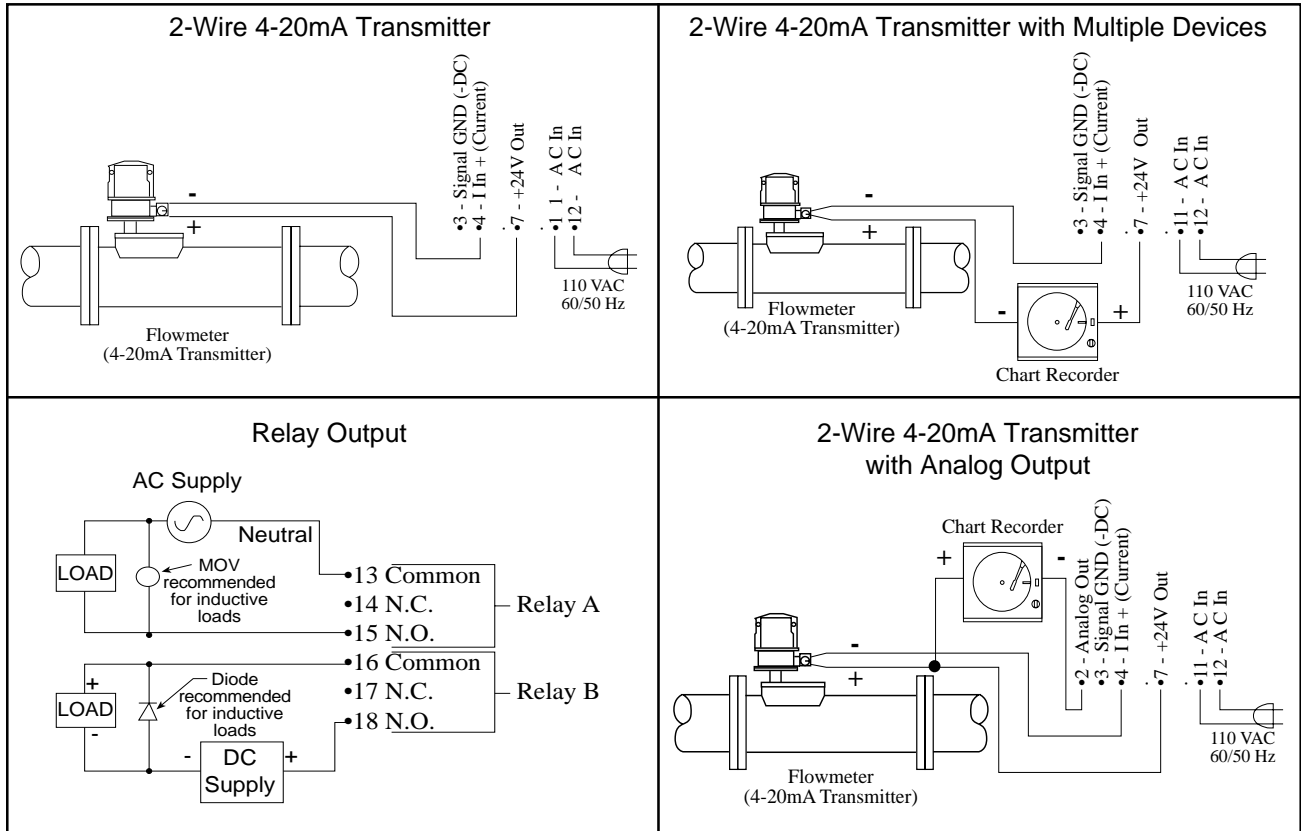 2-Wire 4-20mA Transmitter
-
+
•3 - Signal GND (-DC)
•4 - I In + (Current)
•7 - +24V Out
•1 1 - AC In
•12 - AC In
110 VAC
60/50 Hz
Flowmeter
(4-20mA Transmitter)
2-Wire 4-20mA Transmitter with Multiple Devices
-
+
•3 - Signal GND (-DC)
•4 - I In + (Current)
•7 - +24V Out
•11 - AC In
•12 - AC In
110 VAC
60/50 Hz
-
+
Flowmeter
(4-20mA Transmitter)
Chart Recorder
Relay Output
AC Supply
Neutral
LOAD
MOV
recommended
for inductive
loads
•13 Common
•14 N.C.
•15 N.O.
Relay A
•16 Common
•17 N.C.
•18 N.O.
Relay B
+
LOAD
-
Diode
recommended
for inductive
loads
-
DC
Supply
+
2-Wire 4-20mA Transmitter
with Analog Output
Chart Recorder
+
-
-
+
•2 - Analog Out
•3 - Signal GND (-DC)
•4 - I In + (Current)
•7 - +24V Out
•11 - AC In
•12 - AC In
110 VAC
60/50 Hz
Flowmeter
(4-20mA Transmitter)